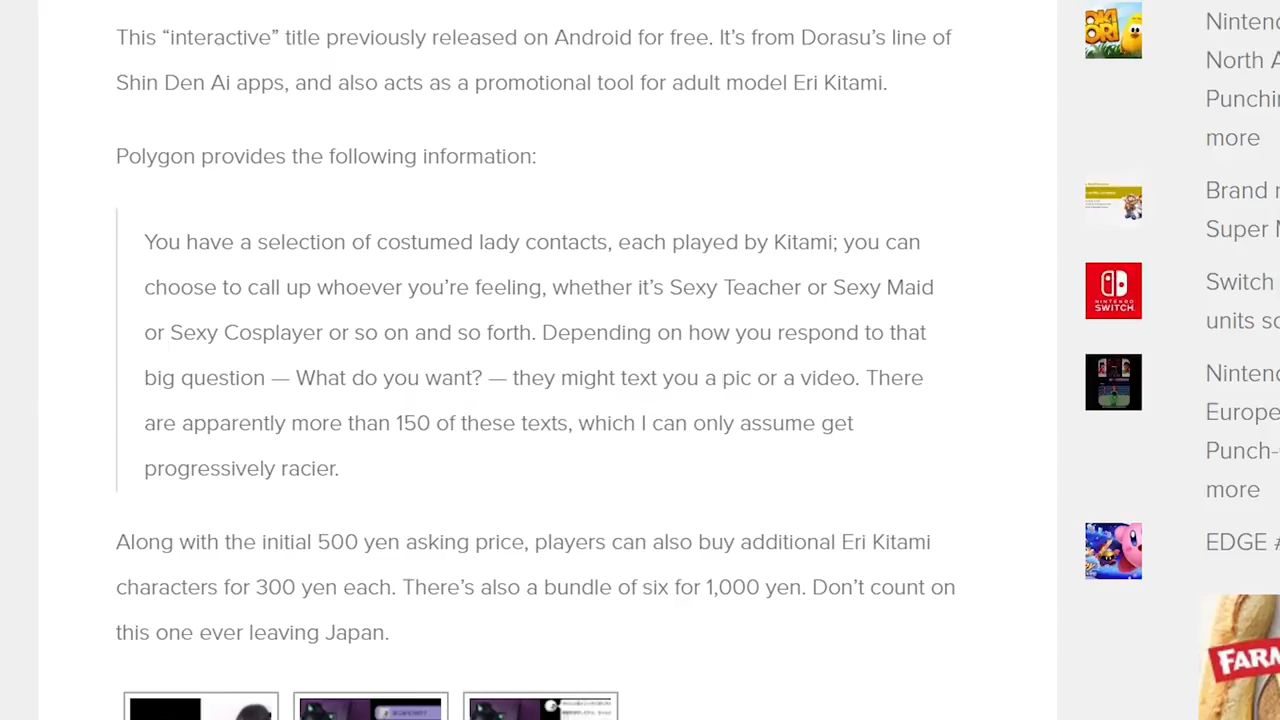 This “interactive” title previously released on Android for free. It’s from Dorasu’s line of
Shin Den Ai apps, and also acts as a promotional tool for adult model Eri Kitami.
Polygon provides the following information:
You have a selection of costumed lady contacts, each played by Kitami; you can
choose to call up whoever you’re feeling, whether it’s Sexy Teacher or Sexy Maid
or Sexy Cosplayer or so on and so forth. Depending on how you respond to that
big question — What do you want? — they might text you a pic or a video. There
are apparently more than 150 of these texts, which I can only assume get
progressively racier.
Along with the initial 500 yen asking price, players can also buy additional Eri Kitami
characters for 300 yen each. There’s also a bundle of six for 1,000 yen. Don’t count on
this one ever leaving Japan.
North
more
Brand
Super
NINTENDO
SWITCH
Switch
units
Europe
more
EDGE